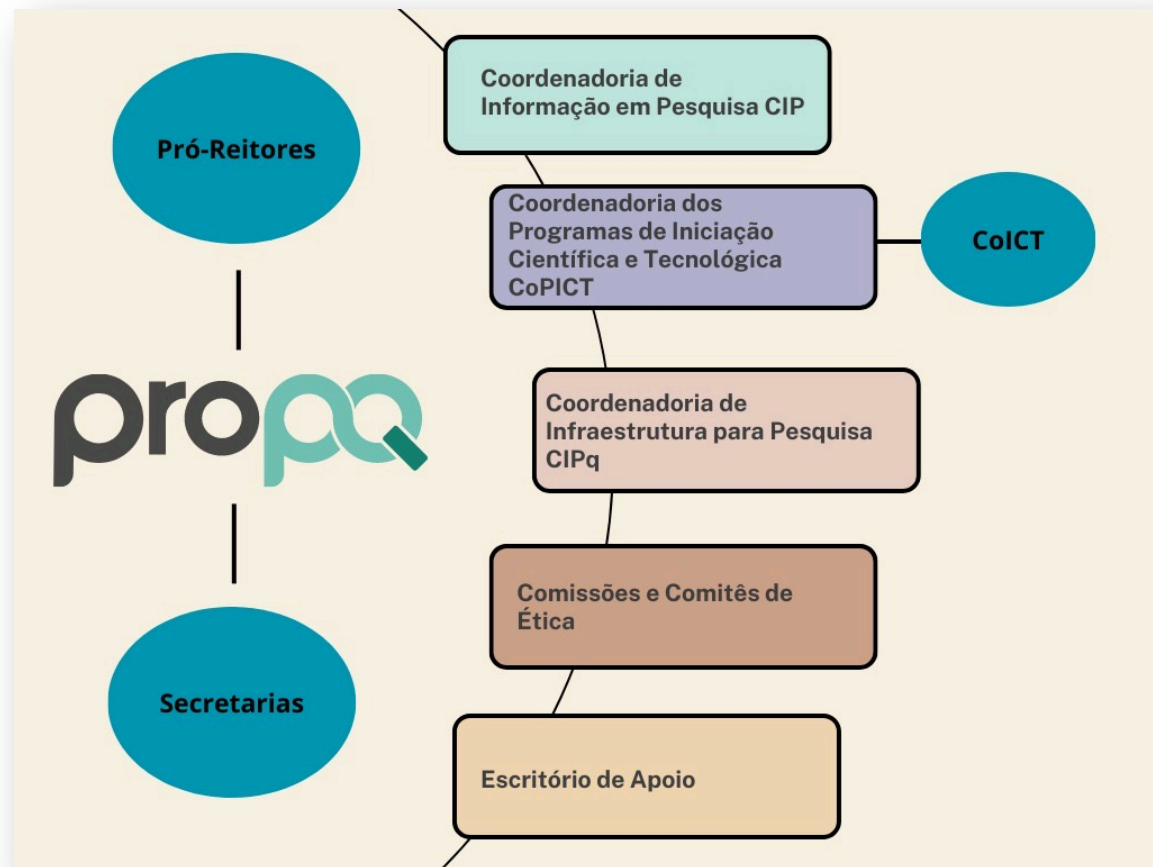 Pró-Reitores
propq
Secretarias
Coordenadoria de
Informação em Pesquisa CIP
Coordenadoria dos
Programas de Iniciação
Científica e Tecnológica
CoPICT
CoICT
Coordenadoria de
Infraestrutura para Pesquisa
CIPq
Comissões e Comitês de
Ética
Escritório de Apoio